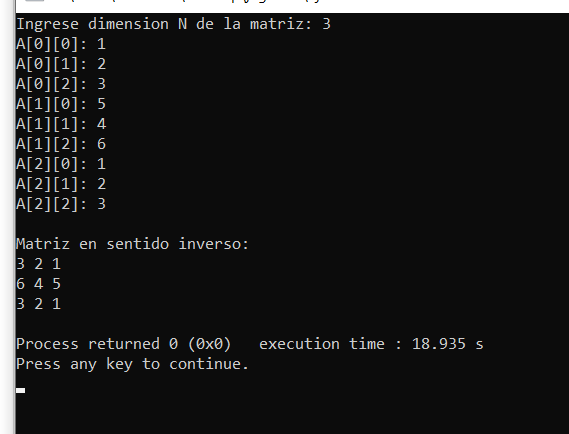 Ingrese dimension N de la matriz: 3
A[0][0]: 1
A[0][1]: 2
A[0][2]: 3
A[1][0]: 5
A[1][1]: 4
A[1][2]: 6
A[2][0]: 1
A[2][1]: 2
A[2][2]: 3
Matriz en sentido inverso:
3 2 1
6 4 5
3 2 1
Process returned 0 (0x0)   execution time : 18.935 s
Press any key to continue.